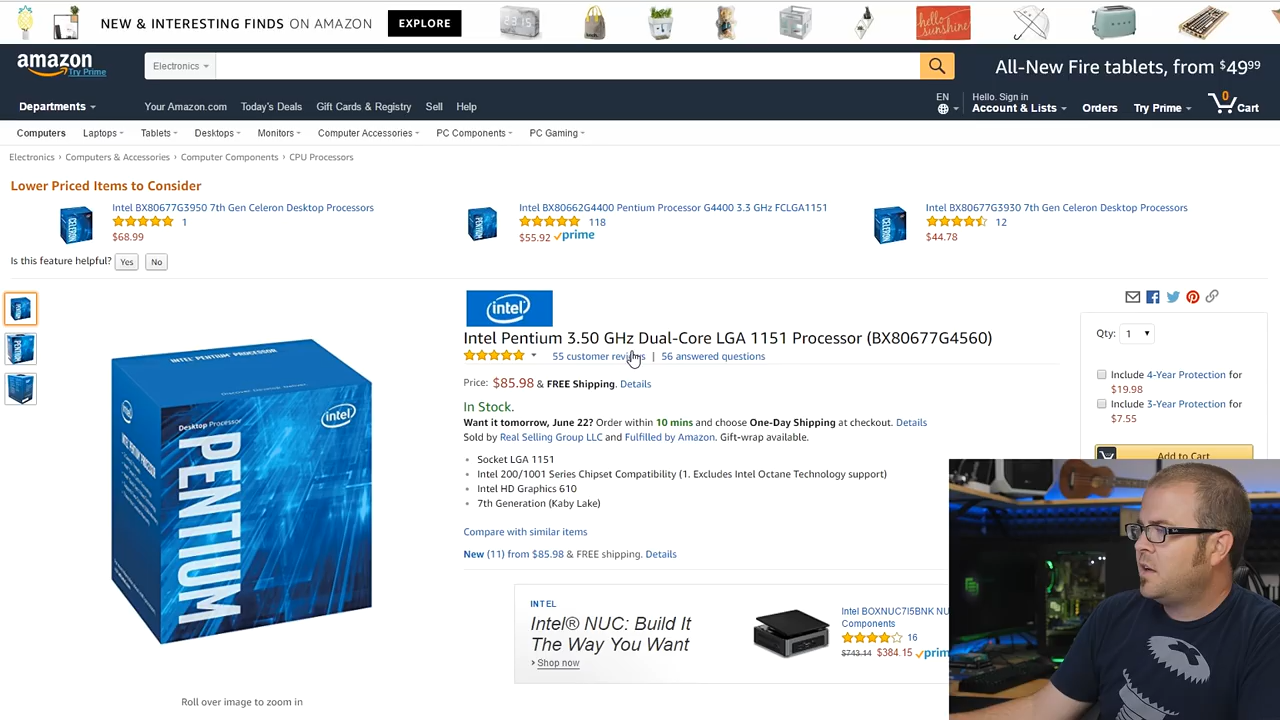 NEW & INTERESTING FINDS ON AMAZON EXPLORE
amazon
Try Prime
Electronics
All-New Fire tablets, from $49⁹⁹
Departments Your Amazon.com Today's Deals Gift Cards & Registry Sell Help
EN Hello. Sign in
Account & Lists Orders Try Prime 0 Cart
Computers Laptops Tablets Desktops Monitors Computer Accessories PC Components PC Gaming
Electronics › Computers & Accessories › Computer Components › CPU Processors
Lower Priced Items to Consider
Intel BX80677G3950 7th Gen Celeron Desktop Processors
1
$68.99
Intel BX80662G4400 Pentium Processor G4400 3.3 GHz FCLGA1151
118
$55.92 prime
Intel BX80677G3930 7th Gen Celeron Desktop Processors
12
$44.78
Is this feature helpful? Yes No
intel
Intel Pentium 3.50 GHz Dual-Core LGA 1151 Processor (BX80677G4560)
55 customer reviews | 56 answered questions
Price: $85.98 & FREE Shipping. Details
In Stock.
Want it tomorrow, June 22? Order within 10 mins and choose One-Day Shipping at checkout. Details
Sold by Real Selling Group LLC and Fulfilled by Amazon. Gift-wrap available.
• Socket LGA 1151
• Intel 200/1001 Series Chipset Compatibility (1. Excludes Intel Octane Technology support)
• Intel HD Graphics 610
• 7th Generation (Kaby Lake)
Compare with similar items
New (11) from $85.98 & FREE shipping. Details
Qty: 1
Include 4-Year Protection for
$19.98
Include 3-Year Protection for
$7.55
Add to Cart
INTEL PENTIUM PROCESSOR
intel
Desktop Processor
PENTIUM
Roll over image to zoom in
INTEL
Intel® NUC: Build It
The Way You Want
› Shop now
Intel BOXNUC7I5BNK NU
Components
16
$743.14 $384.15 prim
hello
sunshine